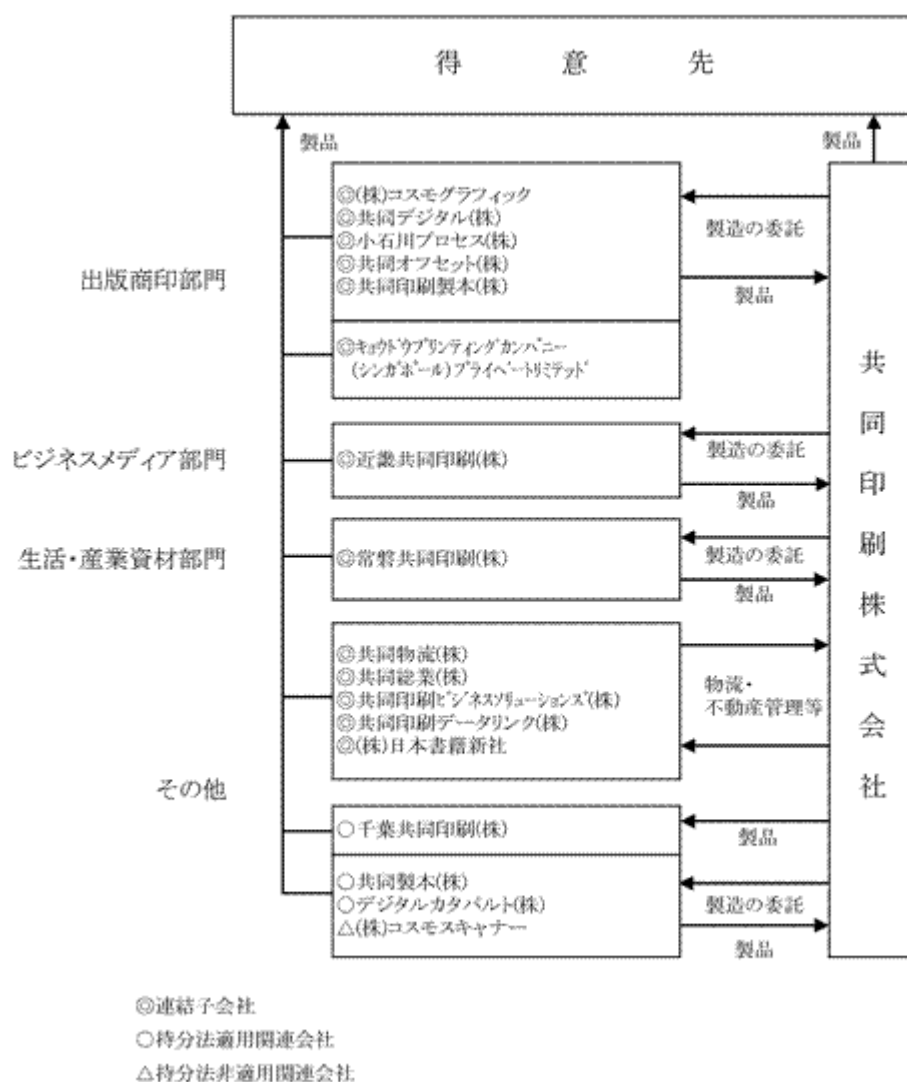 得意先
製品
製品
◎(株)コスモグラフィック
◎共同デジタル(株)
◎小石川プロセス(株)
◎共同オフセット(株)
◎共同印刷製本(株)
製造の委託
製品
出版商印部門
◎キョウドウプリンティングカンパニー
(シンガポール)プライベートリミテッド
ビジネスメディア部門
◎近畿共同印刷(株)
製造の委託
製品
生活・産業資材部門
◎常磐共同印刷(株)
製造の委託
製品
◎共同物流(株)
◎共同総業(株)
◎共同印刷ビジネスソリューションズ(株)
◎共同印刷データリンク(株)
◎(株)日本書籍新社
物流・
不動産管理等
その他
○千葉共同印刷(株)
製品
○共同製本(株)
○デジタルカタパルト(株)
△(株)コスモスキャナー
製造の委託
製品
共同印刷株式会社
◎連結子会社
○持分法適用関連会社
△持分法非適用関連会社